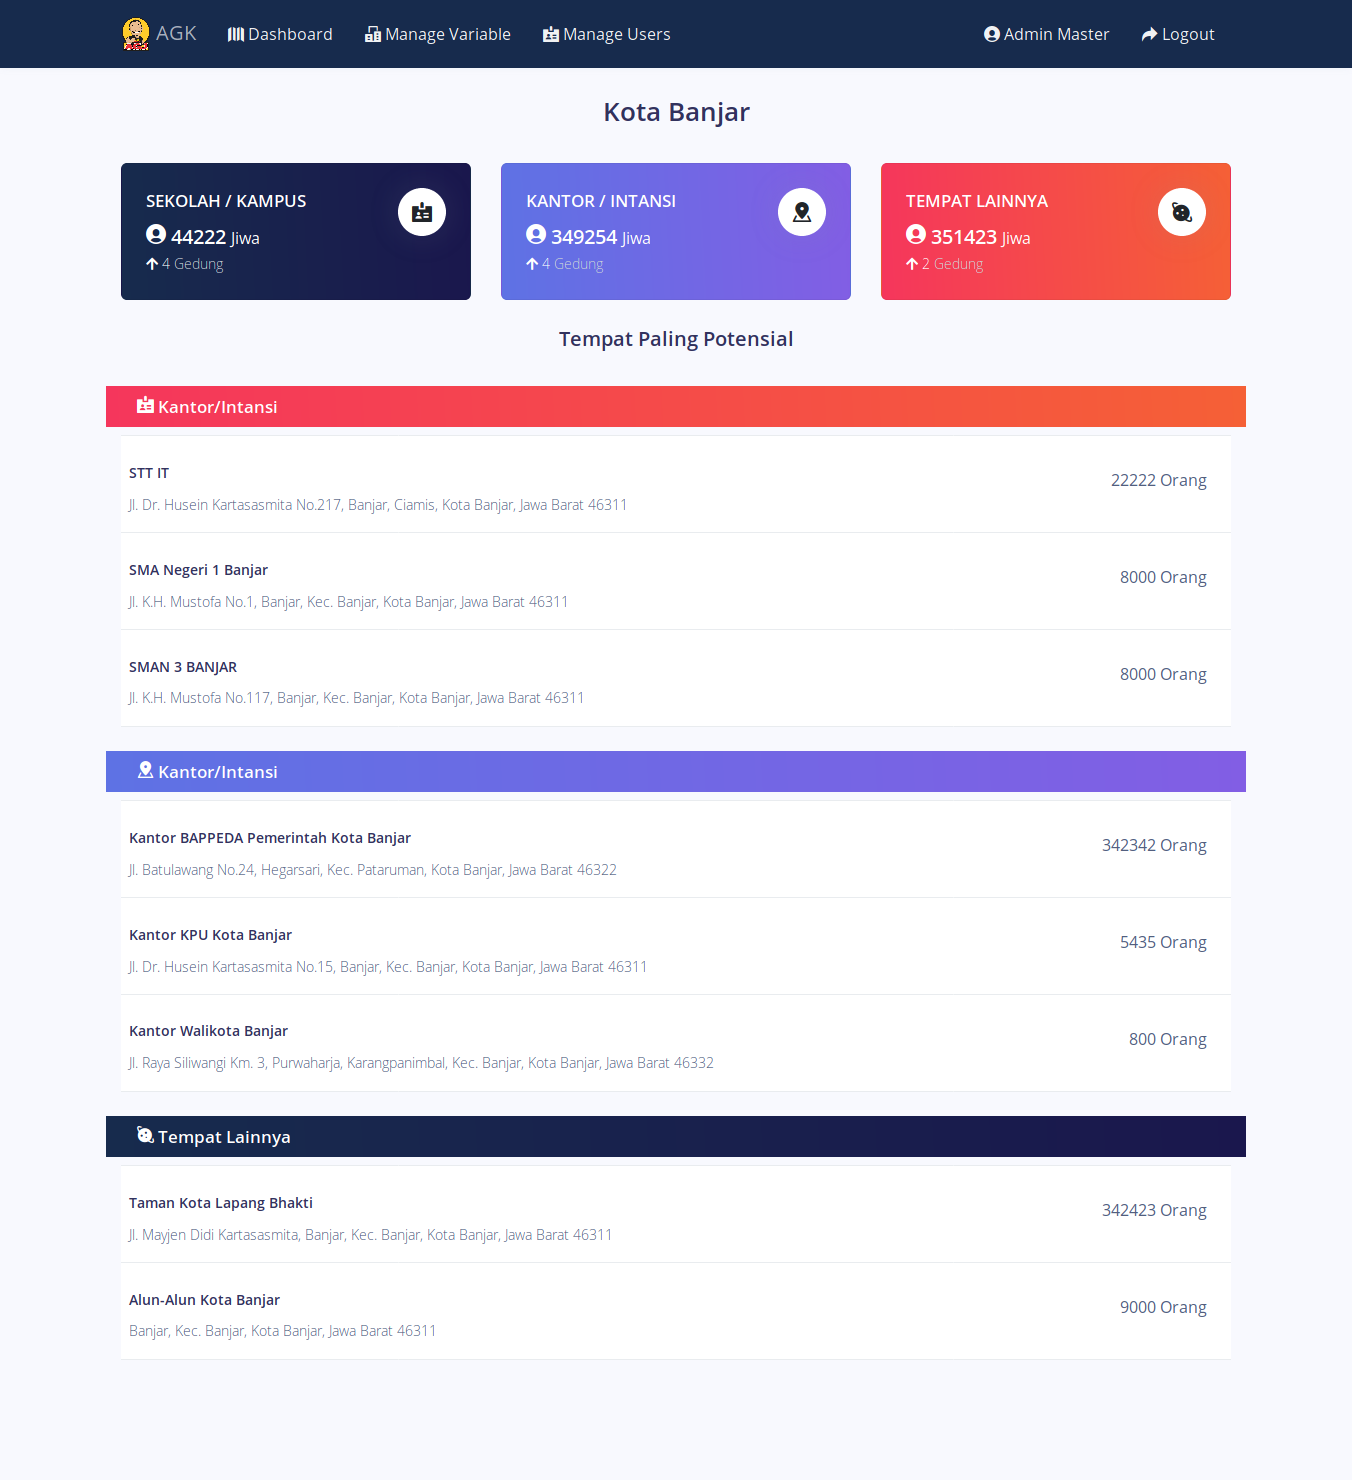 AGK Dashboard Manage Variable Manage Users Admin Master Logout
Kota Banjar
SEKOLAH / KAMPUS
44222 Jiwa
4 Gedung
KANTOR / INTANSI
349254 Jiwa
4 Gedung
TEMPAT LAINNYA
351423 Jiwa
2 Gedung
Tempat Paling Potensial
Kantor/Intansi
STT IT
22222 Orang
Jl. Dr. Husein Kartasasmita No.217, Banjar, Ciamis, Kota Banjar, Jawa Barat 46311
SMA Negeri 1 Banjar
8000 Orang
Jl. K.H. Mustofa No.1, Banjar, Kec. Banjar, Kota Banjar, Jawa Barat 46311
SMAN 3 BANJAR
8000 Orang
Jl. K.H. Mustofa No.117, Banjar, Kec. Banjar, Kota Banjar, Jawa Barat 46311
Kantor/Intansi
Kantor BAPPEDA Pemerintah Kota Banjar
342342 Orang
Jl. Batulawang No.24, Hegarsari, Kec. Pataruman, Kota Banjar, Jawa Barat 46322
Kantor KPU Kota Banjar
5435 Orang
Jl. Dr. Husein Kartasasmita No.15, Banjar, Kec. Banjar, Kota Banjar, Jawa Barat 46311
Kantor Walikota Banjar
800 Orang
Jl. Raya Siliwangi Km. 3, Purwaharja, Karangpanimbal, Kec. Banjar, Kota Banjar, Jawa Barat 46332
Tempat Lainnya
Taman Kota Lapang Bhakti
342423 Orang
Jl. Mayjen Didi Kartasasmita, Banjar, Kec. Banjar, Kota Banjar, Jawa Barat 46311
Alun-Alun Kota Banjar
9000 Orang
Banjar, Kec. Banjar, Kota Banjar, Jawa Barat 46311